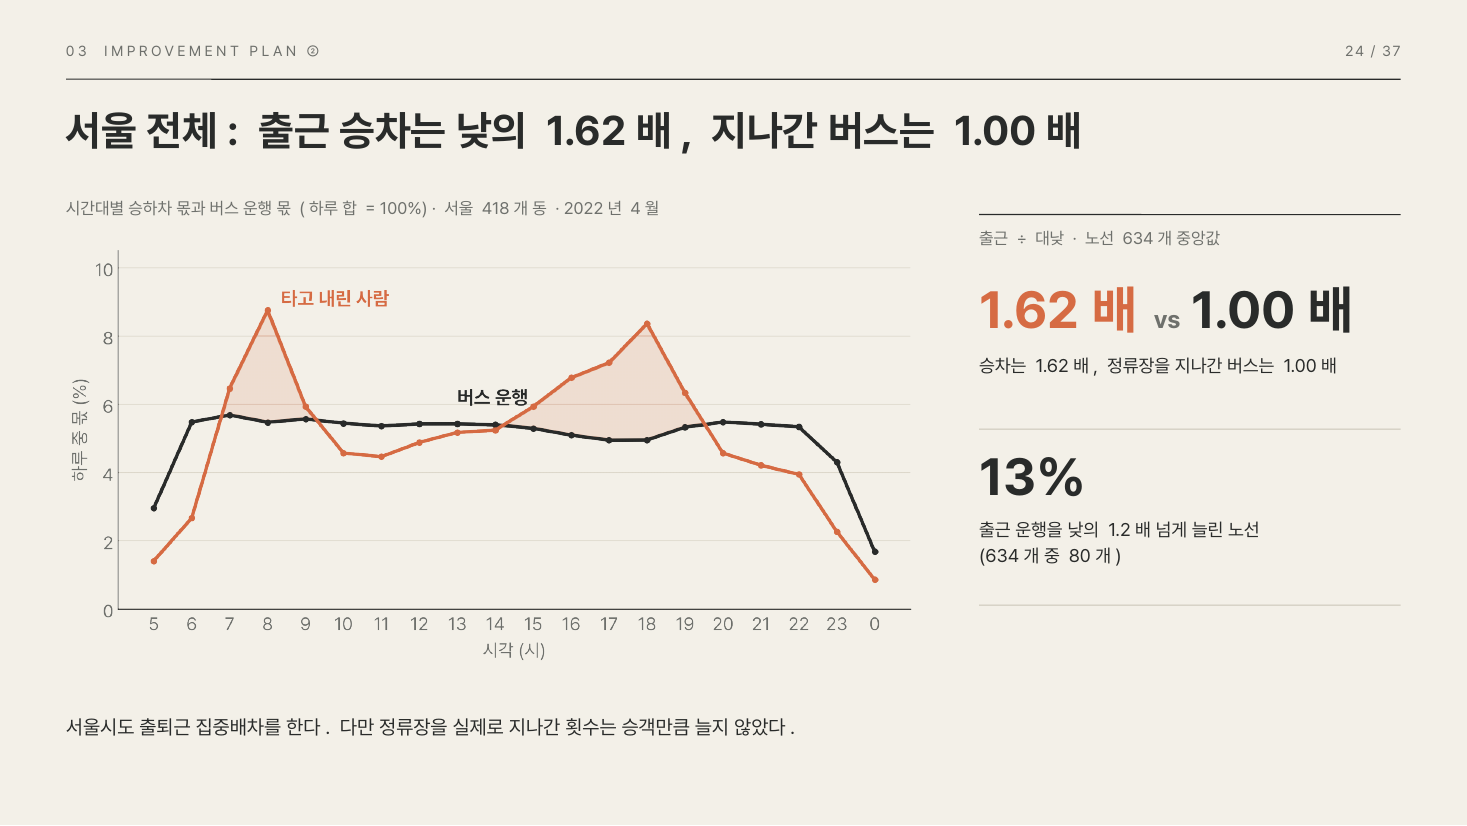 03 IMPROVEMENT PLAN ②
24 / 37
서울 전체 : 출근 승차는 낮의 1.62 배 , 지나간 버스는 1.00 배
시간대별 승하차 몫과 버스 운행 몫 ( 하루 합 = 100%) · 서울 418 개 동 · 2022 년 4 월
하루 중 몫 (%)
10
8
6
4
2
0
타고 내린 사람
버스 운행
5 6 7 8 9 10 11 12 13 14 15 16 17 18 19 20 21 22 23 0
시각 (시)
출근 ÷ 대낮 · 노선 634 개 중앙값
1.62 배 vs 1.00 배
승차는 1.62 배 , 정류장을 지나간 버스는 1.00 배
13%
출근 운행을 낮의 1.2 배 넘게 늘린 노선
(634 개 중 80 개 )
서울시도 출퇴근 집중배차를 한다 . 다만 정류장을 실제로 지나간 횟수는 승객만큼 늘지 않았다 .